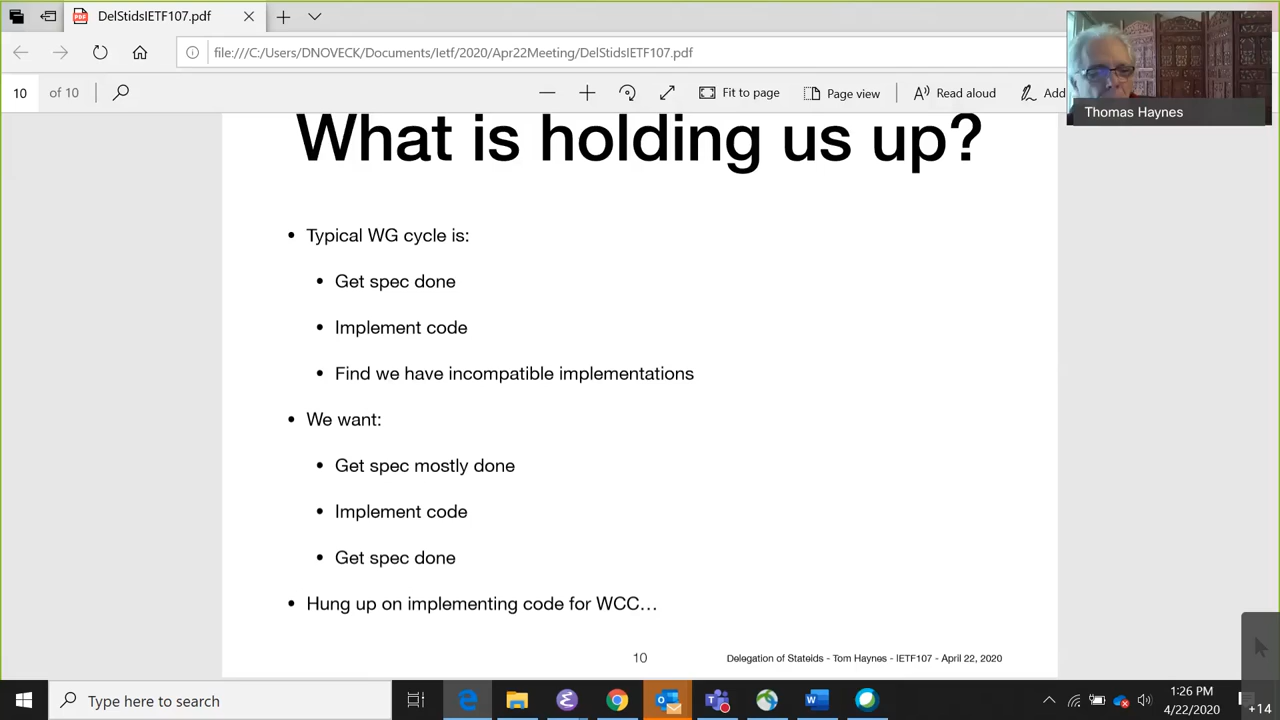 DelStidsIETF107.pdf
file:///C:/Users/DNOVECK/Documents/Ietf/2020/Apr22Meeting/DelStidsIETF107.pdf
10 of 10
Fit to page
Page view
Read aloud
Add
Thomas Haynes
What is holding us up?
• Typical WG cycle is:
• Get spec done
• Implement code
• Find we have incompatible implementations
• We want:
• Get spec mostly done
• Implement code
• Get spec done
• Hung up on implementing code for WCC…
10
Delegation of Stateids - Tom Haynes - IETF107 - April 22, 2020
Type here to search
1:26 PM
4/22/2020
+14